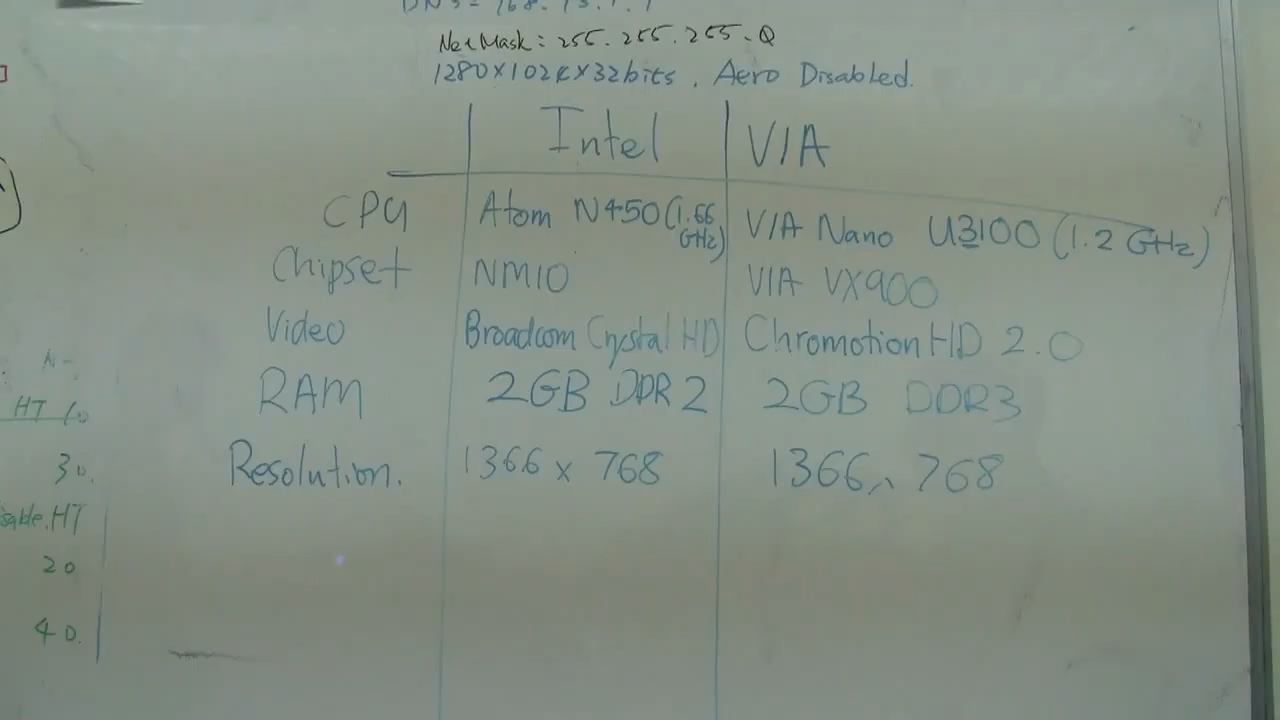 NetMask: 255.255.255.0
1280x1024x32bits, Aero Disabled.
Intel VIA
CPU Atom N450(1.66 GHz) VIA Nano U3100 (1.2 GHz)
Chipset NM10 VIA VX900
Video Broadcom Crystal HD Chromotion HD 2.0
RAM 2GB DDR2 2GB DDR3
Resolution. 1366 x 768 1366 x 768
HT
30.
sable.HT
20
40.